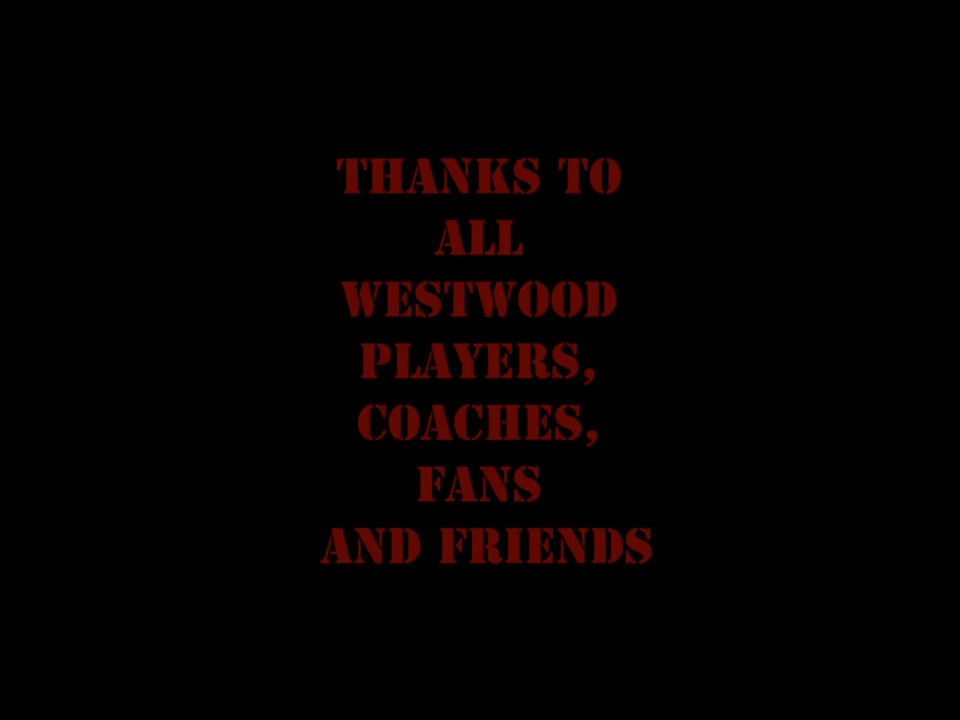 THANKS TO
ALL
WESTWOOD
PLAYERS,
COACHES,
FANS
AND FRIENDS